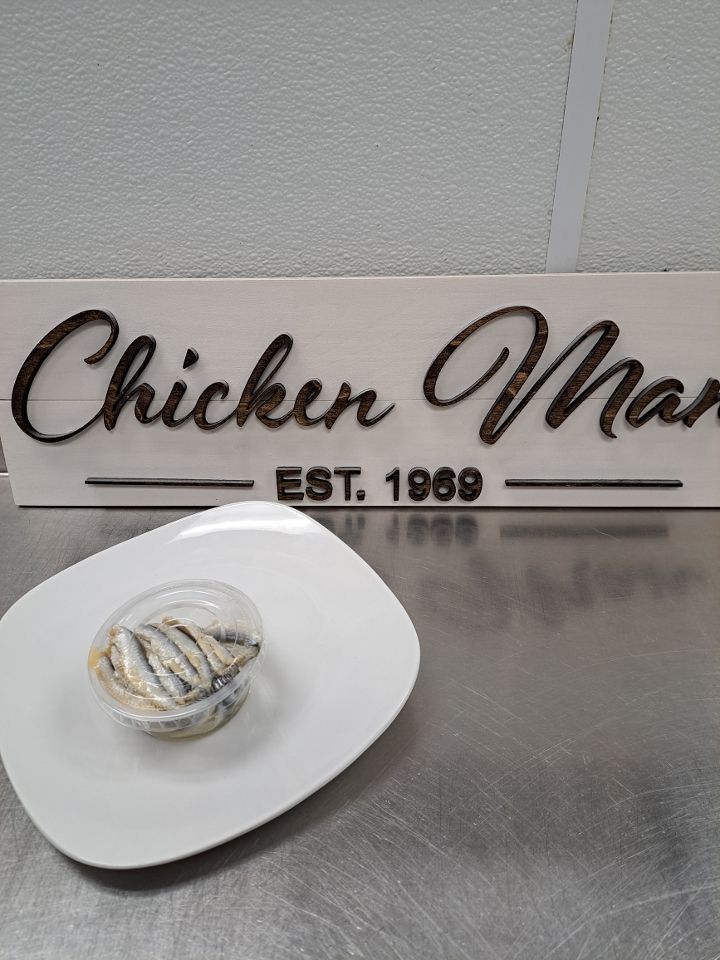 Chicken Man
EST. 1969